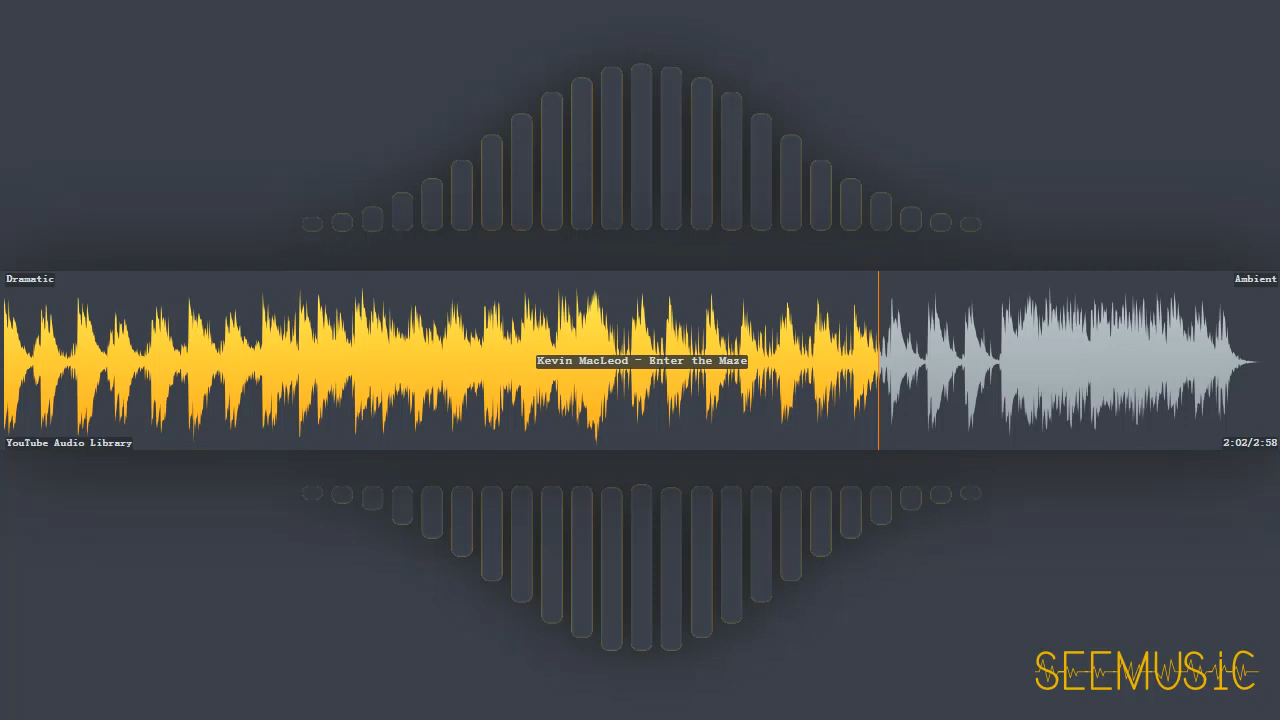 Dramatic
Ambient
Kevin MacLeod - Enter the Maze
YouTube Audio Library
2:02/2:58
SEEMUSiC